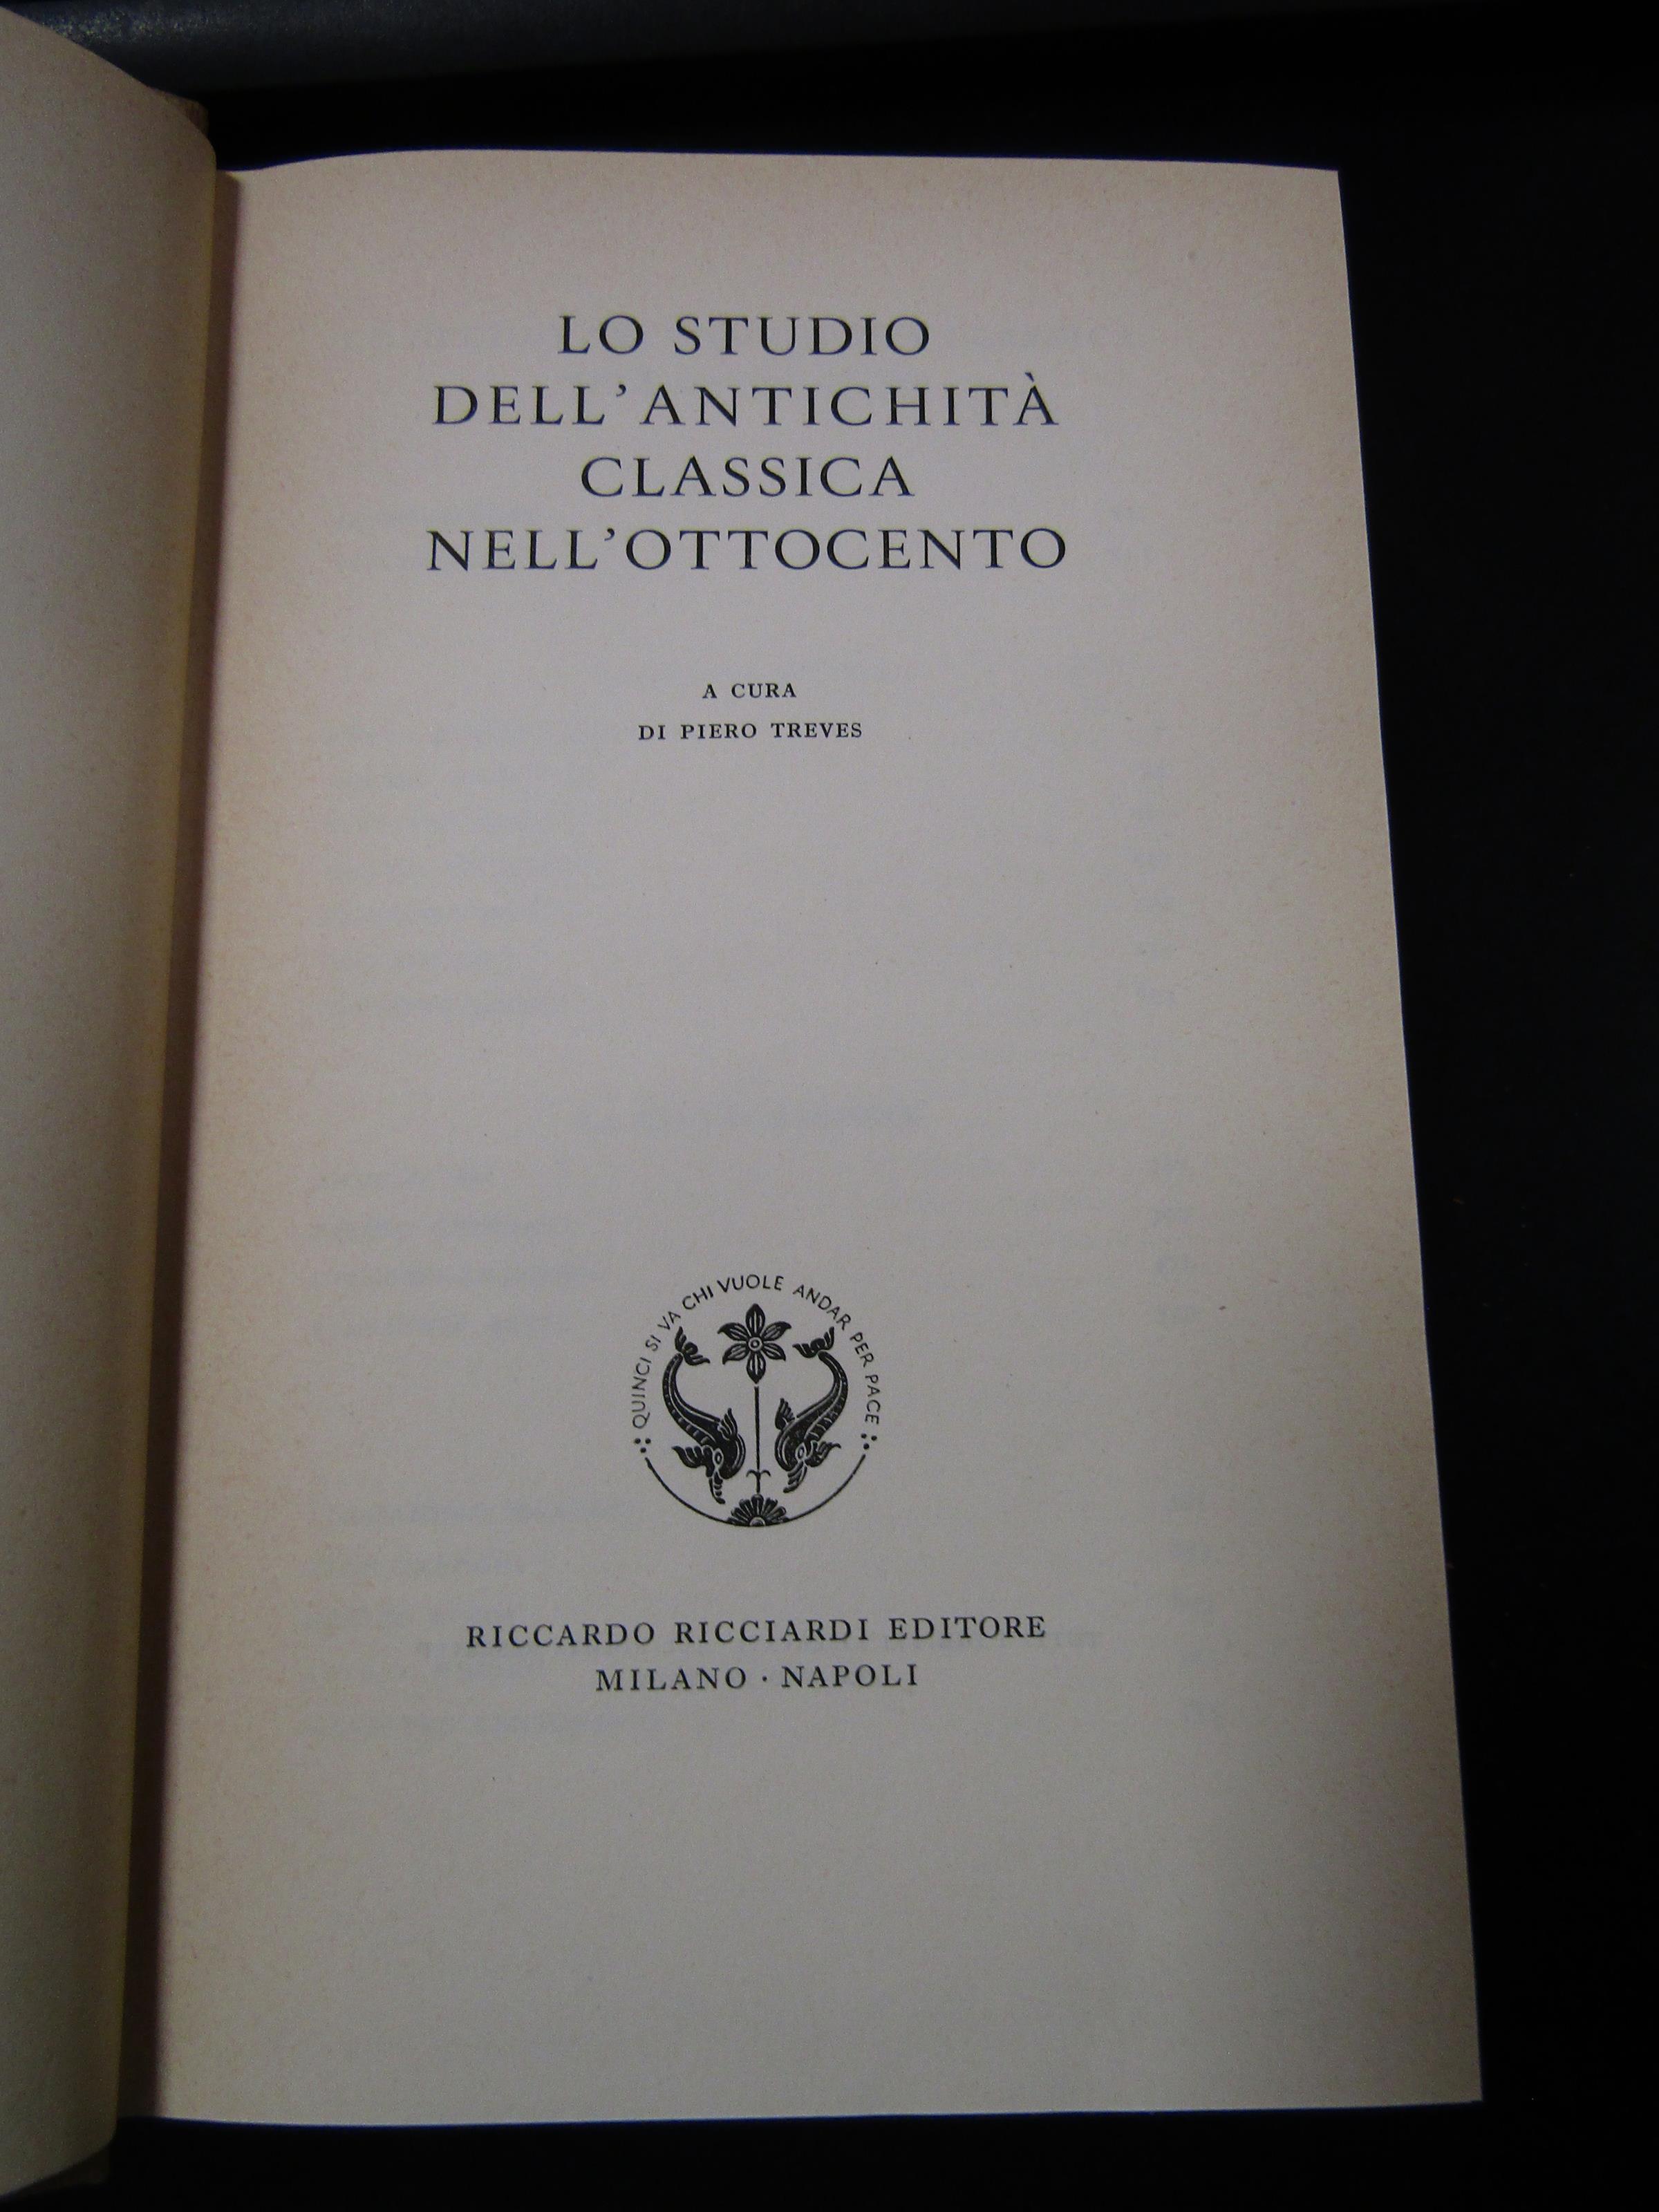 LO STUDIO
DELL’ANTICHITÀ
CLASSICA
NELL’OTTOCENTO
A CURA
DI PIERO TREVES
QUINCI SI VA CHI VUOLE ANDAR PER PACE
RICCARDO RICCIARDI EDITORE
MILANO · NAPOLI